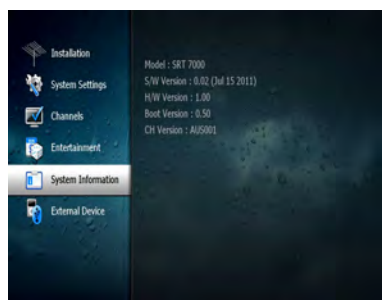 Installation
System Settings
Channels
Entertainment
System Information
External Device
Model : SRT 7000
S/W Version : 0.02 (Jul 15 2011)
H/W Version : 1.00
Boot Version : 0.50
CH Version : AUS001